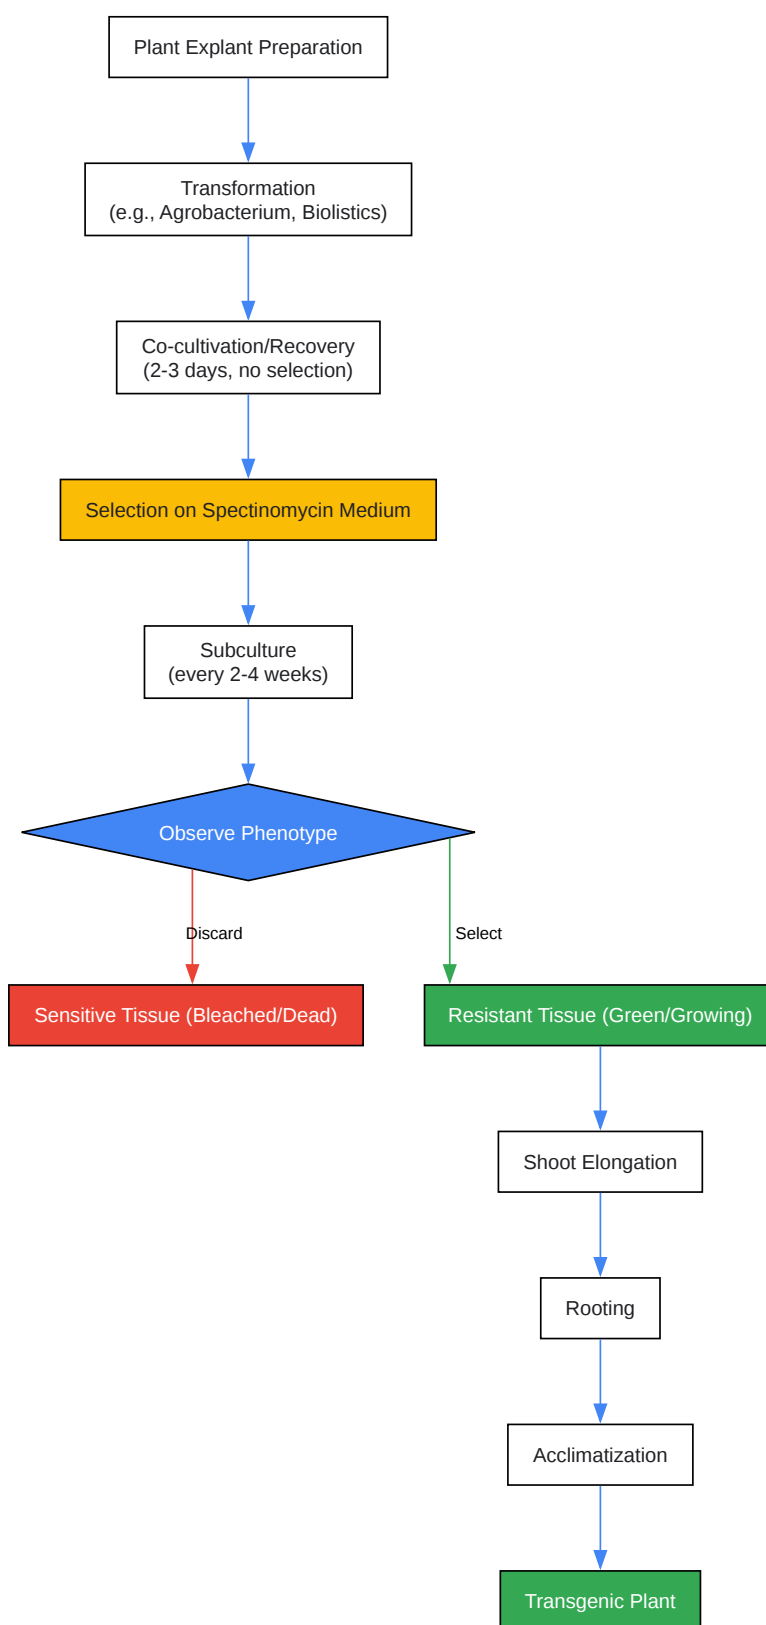 Plant Explant Preparation
Transformation
(e.g., Agrobacterium, Biolistics)
Co-cultivation/Recovery
(2-3 days, no selection)
Selection on Spectinomycin Medium
Subculture
(every 2-4 weeks)
Observe Phenotype
Discard
Select
Sensitive Tissue (Bleached/Dead)
Resistant Tissue (Green/Growing)
Shoot Elongation
Rooting
Acclimatization
Transgenic Plant